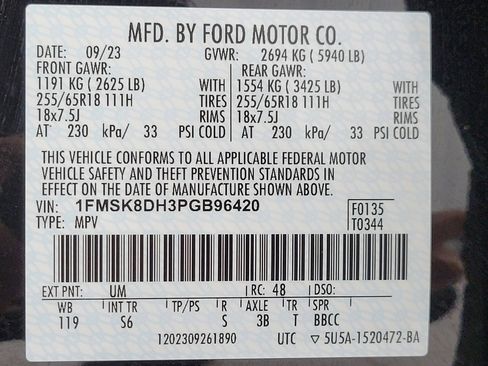 MFD. BY FORD MOTOR CO.
DATE: 09/23 GVWR: 2694 KG ( 5940 LB)
FRONT GAWR: REAR GAWR:
1191 KG ( 2625 LB) WITH 1554 KG ( 3425 LB) WITH
255/65R18 111H TIRES 255/65R18 111H TIRES
18x7.5J RIMS 18x7.5J RIMS
AT 230 kPa/ 33 PSI COLD AT 230 kPa/ 33 PSI COLD
THIS VEHICLE CONFORMS TO ALL APPLICABLE FEDERAL MOTOR
VEHICLE SAFETY AND THEFT PREVENTION STANDARDS IN
EFFECT ON THE DATE OF MANUFACTURE SHOWN ABOVE.
VIN: 1FMSK8DH3PGB96420 F0135
TYPE: MPV T0344
EXT PNT: UM RC: 48 DSO:
WB INT TR TP/PS R AXLE TR SPR
119 S6 S 3B T BBCC
1202309261890 UTC ▽ 5U5A-1520472-BA